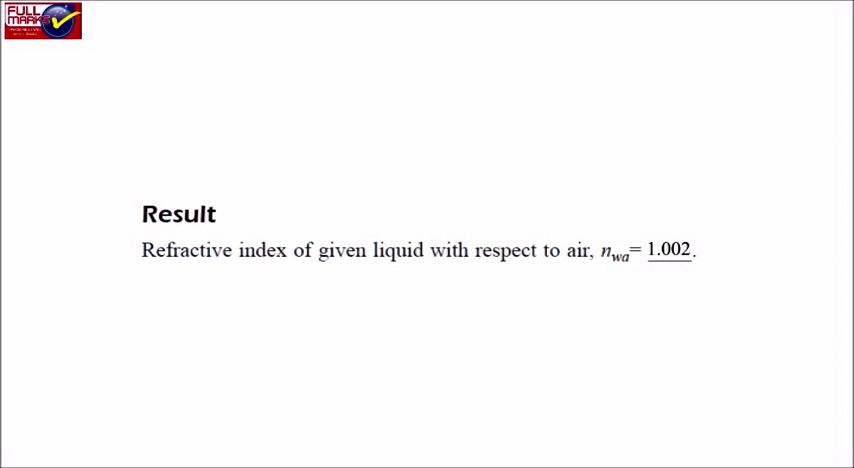 FULL
MARKS
Result
Refractive index of given liquid with respect to air, nwa= 1.002.